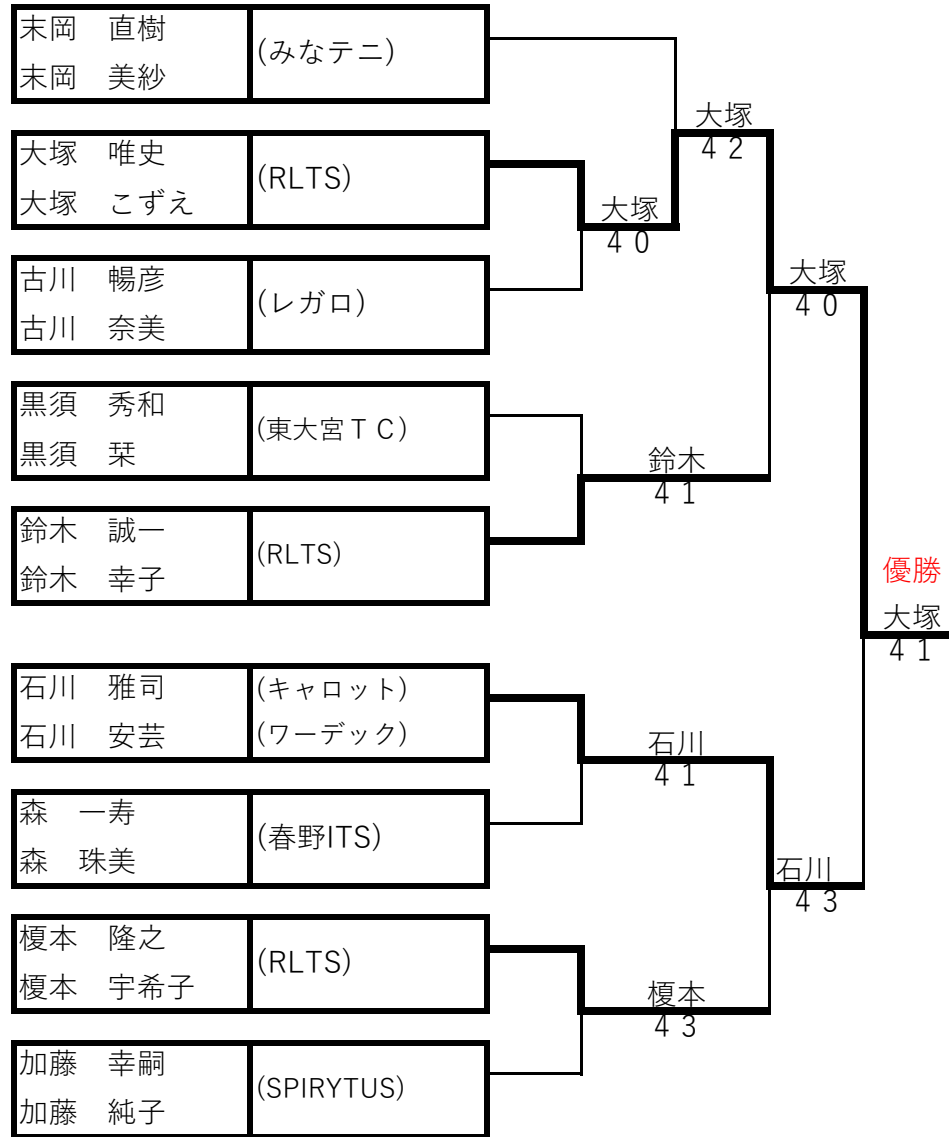 末岡　直樹
末岡　美紗
(みなテニ)
大塚　唯史
大塚　こずえ
(RLTS)
古川　暢彦
古川　奈美
(レガロ)
黒須　秀和
黒須　栞
(東大宮ＴＣ)
鈴木　誠一
鈴木　幸子
(RLTS)
石川　雅司
石川　安芸
(キャロット)
(ワーデック)
森　一寿
森　珠美
(春野ITS)
榎本　隆之
榎本　宇希子
(RLTS)
加藤　幸嗣
加藤　純子
(SPIRYTUS)
大塚
４０
鈴木
４１
石川
４１
榎本
４３
大塚
４２
大塚
４０
石川
４３
優勝
大塚
４１